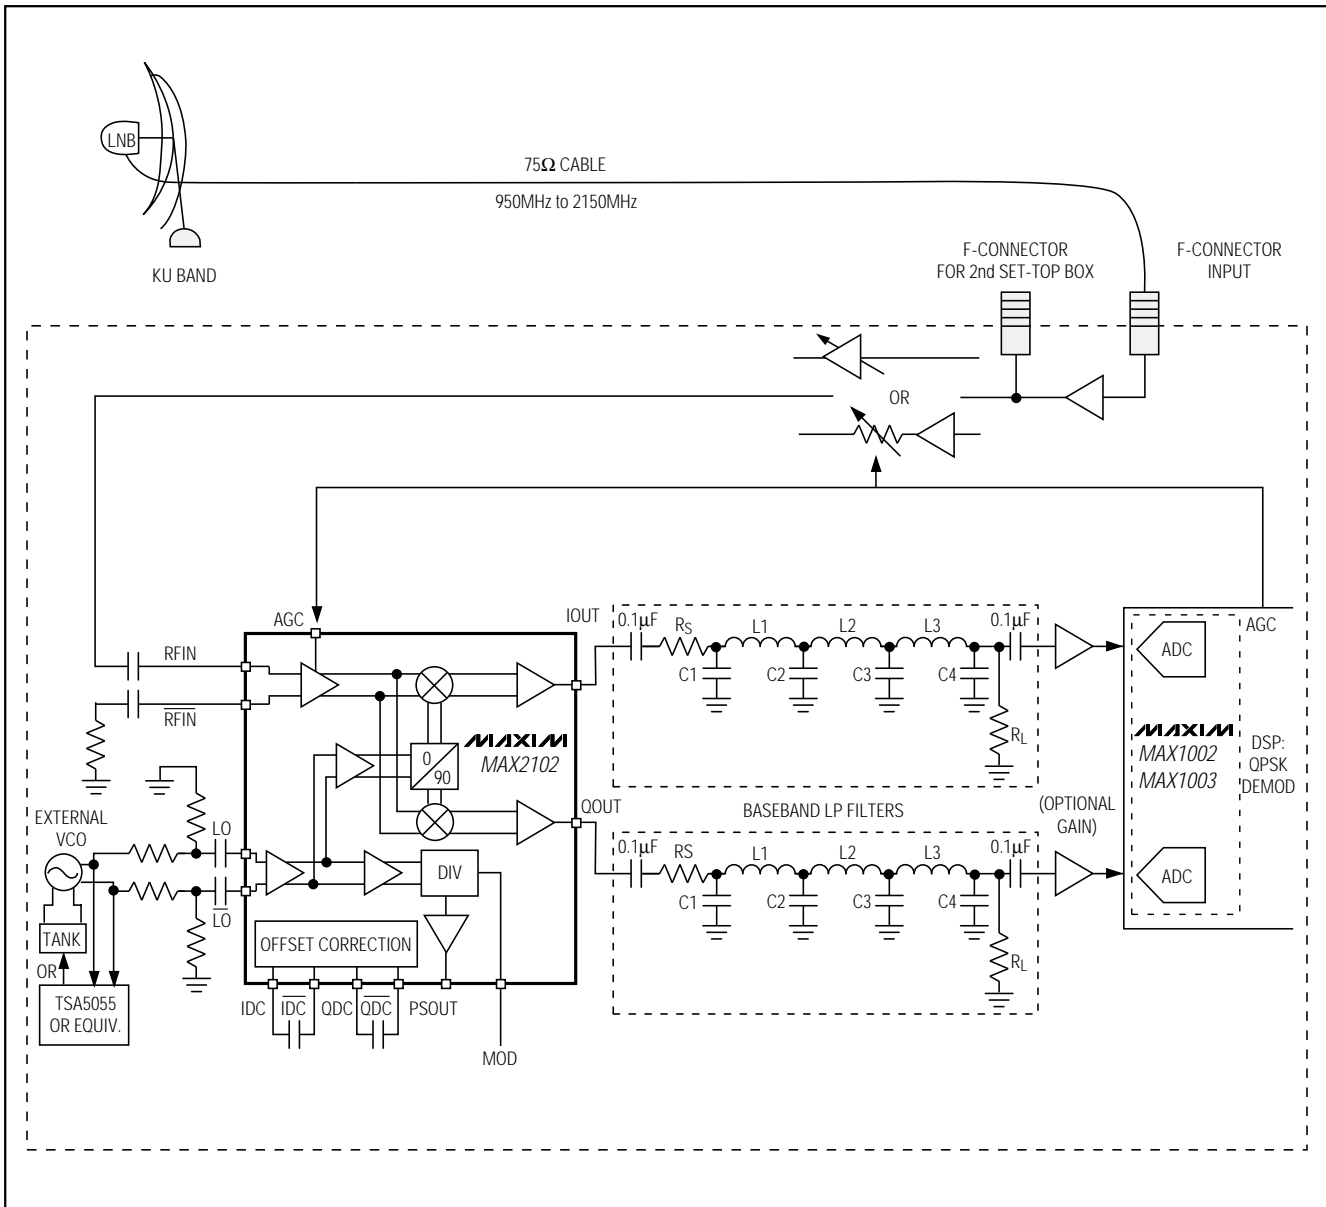 LNB
75Ω CABLE
950MHz to 2150MHz
KU BAND
F-CONNECTOR
FOR 2nd SET-TOP BOX
F-CONNECTOR
INPUT
OR
AGC
IOUT
0.1μF
RS
L1
L2
L3
0.1μF
C1
C2
C3
C4
RL
ADC
AGC
RFIN
RFIN
MAXIM
MAX2102
0
90
MAXIM
MAX1002
MAX1003
DSP:
QPSK
DEMOD
QOUT
BASEBAND LP FILTERS
(OPTIONAL
GAIN)
EXTERNAL
VCO
LO
LO
TANK
OR
TSA5055
OR EQUIV.
DIV
OFFSET CORRECTION
0.1μF
RS
L1
L2
L3
0.1μF
C1
C2
C3
C4
RL
ADC
IDC
IDC
QDC
QDC
PSOUT
MOD